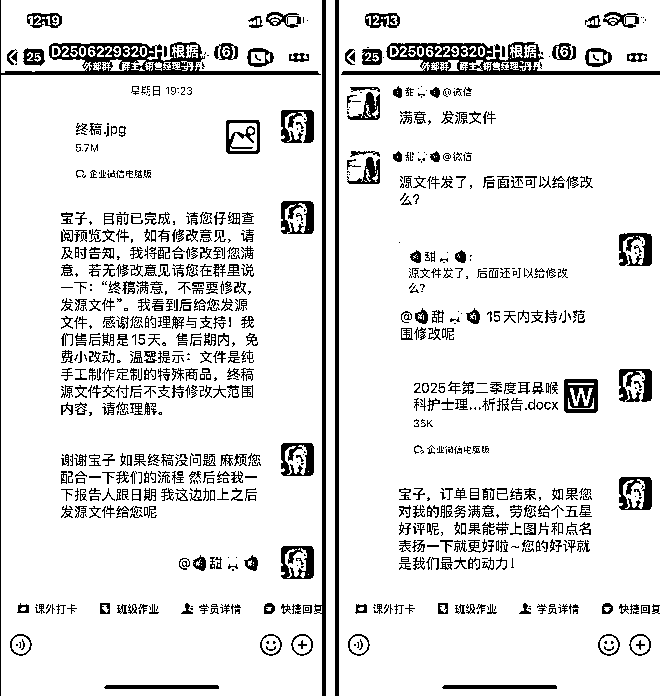 12:19
25
D2506229320-H 根据 (6)
外部群 群主:销售经理-丹丹
星期日 19:23
终稿.jpg
5.7M
企业微信电脑版
宝子，目前已完成，请您仔细查
阅预览文件，如有修改意见，请
及时告知，我将配合修改到您满
意，若无修改意见请您在群里说
一下：“终稿满意，不需要修改，
发源文件”。我看到后给您发源
文件，感谢您的理解与支持！我
们售后期是15天。售后期内，免
费小改动。温馨提示：文件是纯
手工制作定制的特殊商品，终稿
源文件交付后不支持修改大范围
内容，请您理解。
谢谢宝子 如果终稿没问题 麻烦您
配合一下我们的流程 然后给我一
下报告人跟日期 我这边加上之后
发源文件给您呢
@甜
课外打卡 班级作业 学员详情 快捷回复
12:13
25
D2506229320-H 根据 (6)
外部群 群主:销售经理-丹丹
甜 @微信
满意，发源文件
甜 @微信
源文件发了，后面还可以给修改
么？
甜 ：
源文件发了，后面还可以给修改
么？
@甜 15天内支持小范
围修改呢
2025年第二季度耳鼻喉
科护士理...析报告.docx
35K
企业微信电脑版
宝子，订单目前已结束，如果您
对我的服务满意，劳您给个五星
好评呢，如果能带上图片和点名
表扬一下就更好啦~您的好评就
是我们最大的动力！
课外打卡 班级作业 学员详情 快捷回复